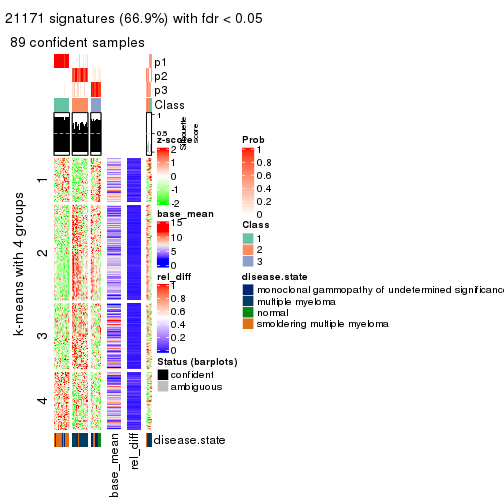 21171 signatures (66.9%) with fdr < 0.05
89 confident samples
p1
p2
p3
Class
1
0.5
0
Silhouette
score
k-means with 4 groups
1
2
3
4
z-score
2
1
0
-1
-2
base_mean
15
10
5
0
rel_diff
1
0.8
0.6
0.4
0.2
0
Status (barplots)
confident
ambiguous
Prob
1
0.8
0.6
0.4
0.2
0
Class
1
2
3
disease.state
monoclonal gammopathy of undetermined significance
multiple myeloma
normal
smoldering multiple myeloma
disease.state
base_mean
rel_diff